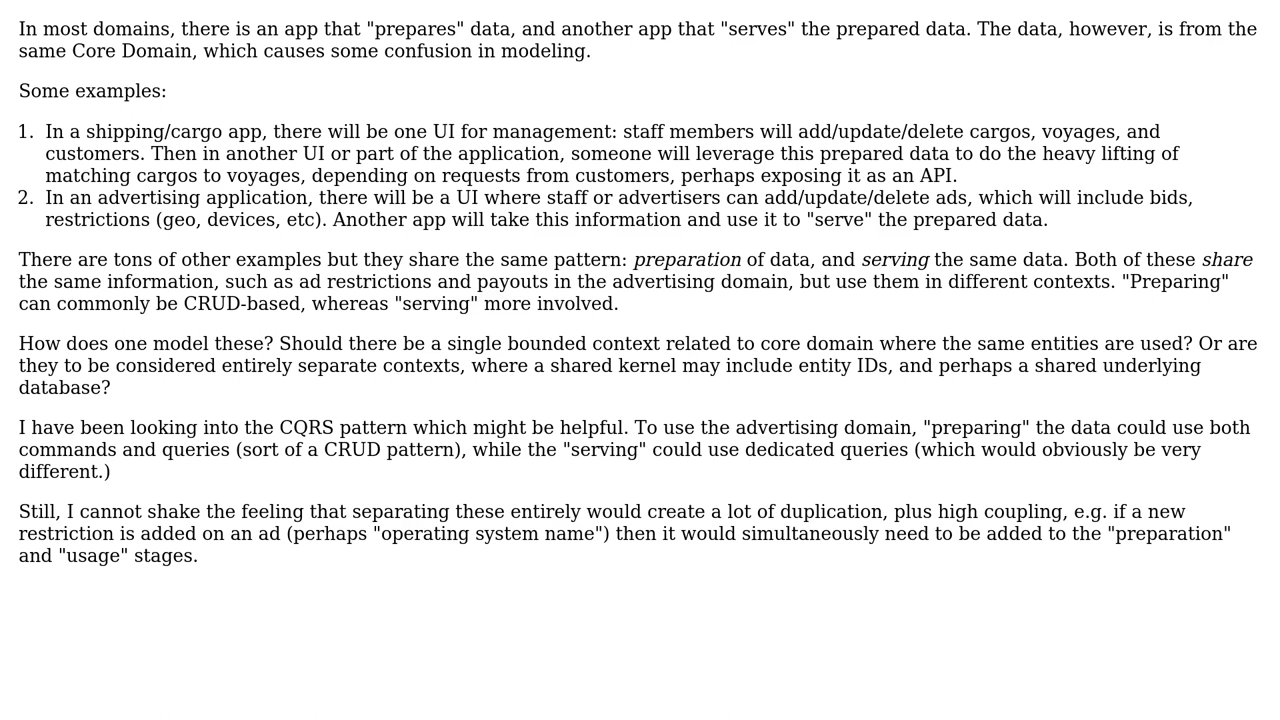 In most domains, there is an app that "prepares" data, and another app that "serves" the prepared data. The data, however, is from the
same Core Domain, which causes some confusion in modeling.
Some examples:
1. In a shipping/cargo app, there will be one UI for management: staff members will add/update/delete cargos, voyages, and
customers. Then in another UI or part of the application, someone will leverage this prepared data to do the heavy lifting of
matching cargos to voyages, depending on requests from customers, perhaps exposing it as an API.
2. In an advertising application, there will be a UI where staff or advertisers can add/update/delete ads, which will include bids,
restrictions (geo, devices, etc). Another app will take this information and use it to "serve" the prepared data.
There are tons of other examples but they share the same pattern: preparation of data, and serving the same data. Both of these share
the same information, such as ad restrictions and payouts in the advertising domain, but use them in different contexts. "Preparing"
can commonly be CRUD-based, whereas "serving" more involved.
How does one model these? Should there be a single bounded context related to core domain where the same entities are used? Or are
they to be considered entirely separate contexts, where a shared kernel may include entity IDs, and perhaps a shared underlying
database?
I have been looking into the CQRS pattern which might be helpful. To use the advertising domain, "preparing" the data could use both
commands and queries (sort of a CRUD pattern), while the "serving" could use dedicated queries (which would obviously be very
different.)
Still, I cannot shake the feeling that separating these entirely would create a lot of duplication, plus high coupling, e.g. if a new
restriction is added on an ad (perhaps "operating system name") then it would simultaneously need to be added to the "preparation"
and "usage" stages.